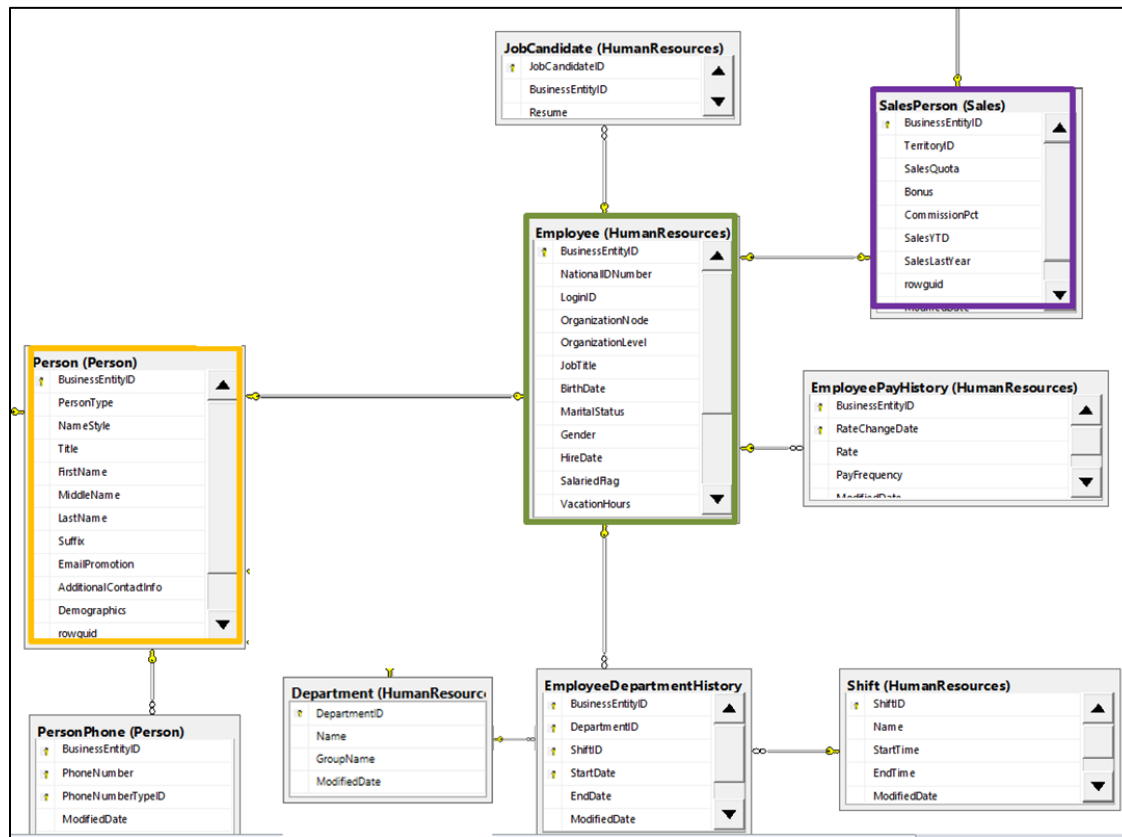 JobCandidate (HumanResources)
JobCandidateID
BusinessEntityID
Resume
SalesPerson (Sales)
BusinessEntityID
TerritoryID
SalesQuota
Bonus
CommissionPct
SalesYTD
SalesLastYear
rowguid
ModifiedDate
Employee (HumanResources)
BusinessEntityID
NationalIDNumber
LoginID
OrganizationNode
OrganizationLevel
JobTitle
BirthDate
MaritalStatus
Gender
HireDate
SalariedFlag
VacationHours
Person (Person)
BusinessEntityID
PersonType
NameStyle
Title
FirstName
MiddleName
LastName
Suffix
EmailPromotion
AdditionalContactInfo
Demographics
rowguid
EmployeePayHistory (HumanResources)
BusinessEntityID
RateChangeDate
Rate
PayFrequency
ModifiedDate
PersonPhone (Person)
BusinessEntityID
PhoneNumber
PhoneNumberTypeID
ModifiedDate
Department (HumanResourc
DepartmentID
Name
GroupName
ModifiedDate
EmployeeDepartmentHistory
BusinessEntityID
DepartmentID
ShiftID
StartDate
EndDate
ModifiedDate
Shift (HumanResources)
ShiftID
Name
StartTime
EndTime
ModifiedDate